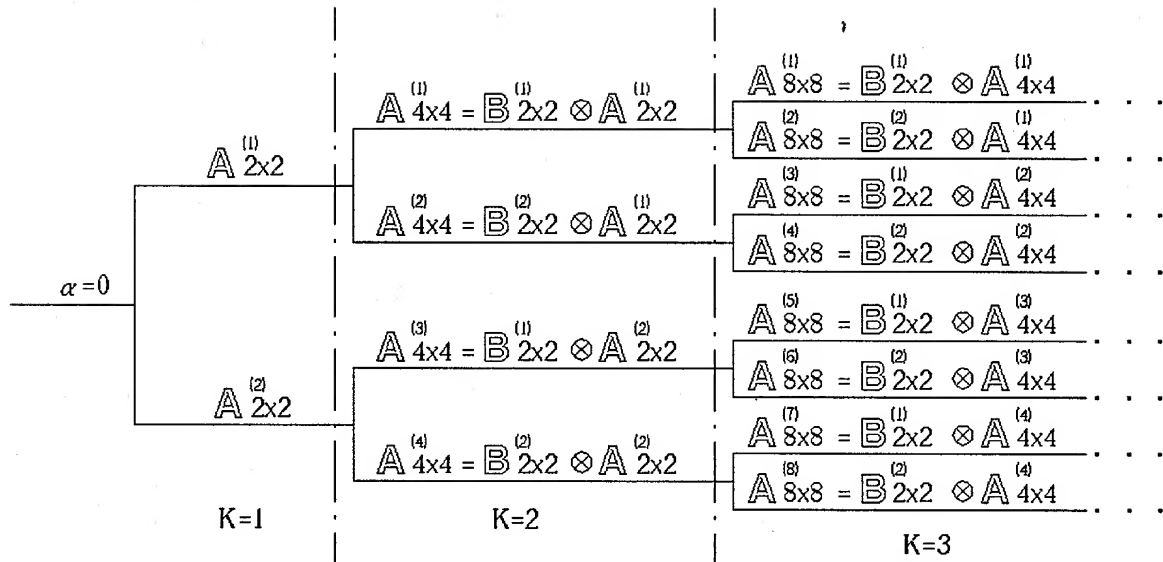 α=0
A (1) 2x2
A (2) 2x2
K=1
A (1) 4x4 = B (1) 2x2 ⊗ A (1) 2x2
A (2) 4x4 = B (2) 2x2 ⊗ A (1) 2x2
A (3) 4x4 = B (1) 2x2 ⊗ A (2) 2x2
A (4) 4x4 = B (2) 2x2 ⊗ A (2) 2x2
K=2
A (1) 8x8 = B (1) 2x2 ⊗ A (1) 4x4 . . .
A (2) 8x8 = B (2) 2x2 ⊗ A (1) 4x4 . . .
A (3) 8x8 = B (1) 2x2 ⊗ A (2) 4x4 . . .
A (4) 8x8 = B (2) 2x2 ⊗ A (2) 4x4 . . .
A (5) 8x8 = B (1) 2x2 ⊗ A (3) 4x4 . . .
A (6) 8x8 = B (2) 2x2 ⊗ A (3) 4x4 . . .
A (7) 8x8 = B (1) 2x2 ⊗ A (4) 4x4 . . .
A (8) 8x8 = B (2) 2x2 ⊗ A (4) 4x4 . . .
K=3